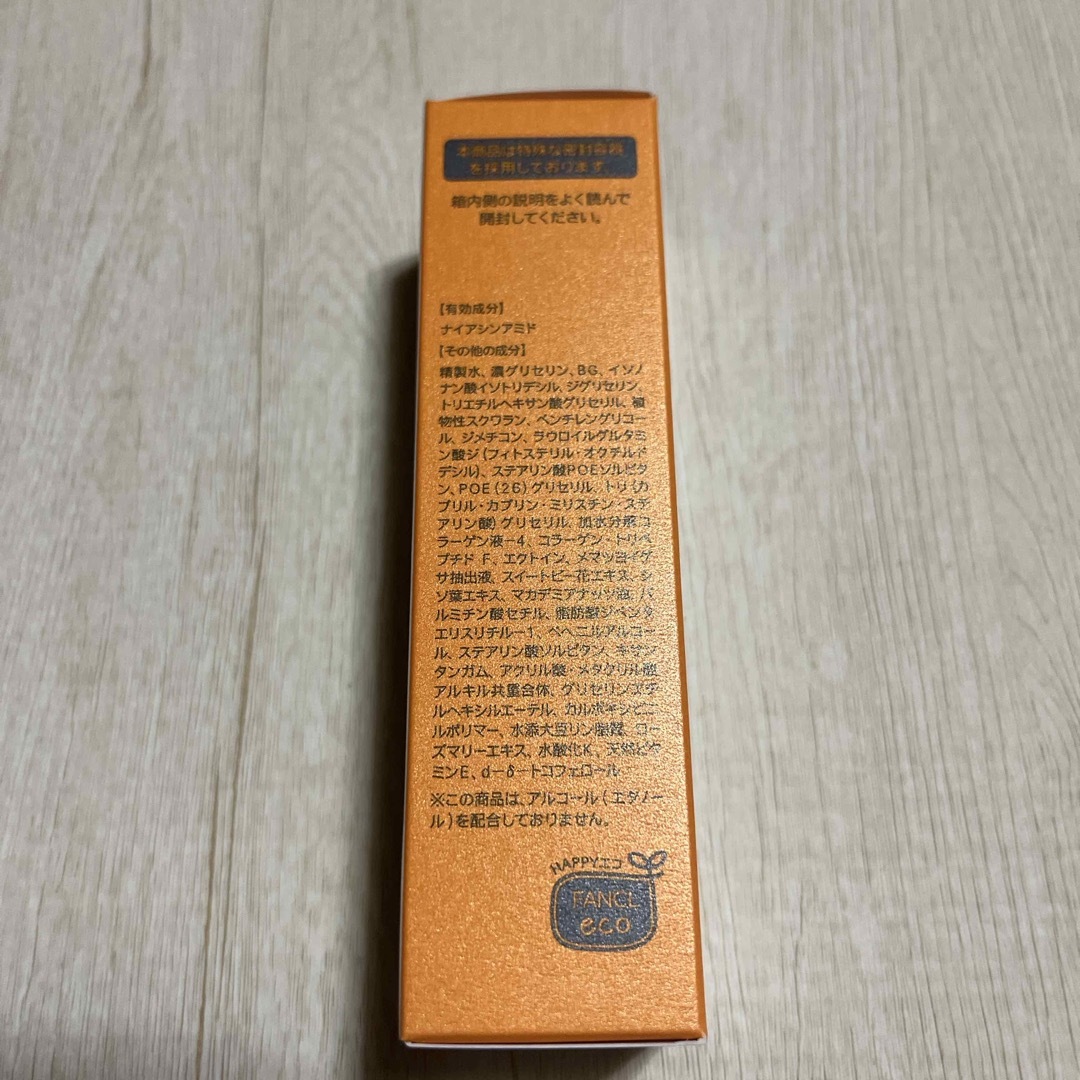 本商品は特殊な密封容器
を採用しております。
箱内側の説明をよく読んで
開封してください。
【有効成分】
ナイアシンアミド
【その他の成分】
精製水、濃グリセリン、BG、イソノ
ナン酸イソトリデシル、ジグリセリン、
トリエチルヘキサン酸グリセリル、植
物性スクワラン、ペンチレングリコー
ル、ジメチコン、ラウロイルグルタミ
ン酸ジ(フィトステリル・オクチルド
デシル)、ステアリン酸POEソルビタ
ン、POE(26)グリセリル、トリ(カ
プリル・カプリン・ミリスチン・ステ
アリン酸)グリセリル、加水分解コ
ラーゲン液-4、コラーゲン・トリペ
プチド F、エクトイン、メマツヨイグ
サ抽出液、スイートピー花エキス、シ
ソ葉エキス、マカデミアナッツ油、パ
ルミチン酸セチル、脂肪酸ジペンタ
エリスリチル-1、ベヘニルアルコー
ル、ステアリン酸ソルビタン、キサン
タンガム、アクリル酸・メタクリル酸
アルキル共重合体、グリセリンエチ
ルヘキシルエーテル、カルボキシビニ
ルポリマー、水添大豆リン脂質、ロー
ズマリーエキス、水酸化K、天然ビタ
ミンE、d-δ-トコフェロール
※この商品は、アルコール(エタノー
ル)を配合しておりません。
HAPPYエコ
FANCL
eco